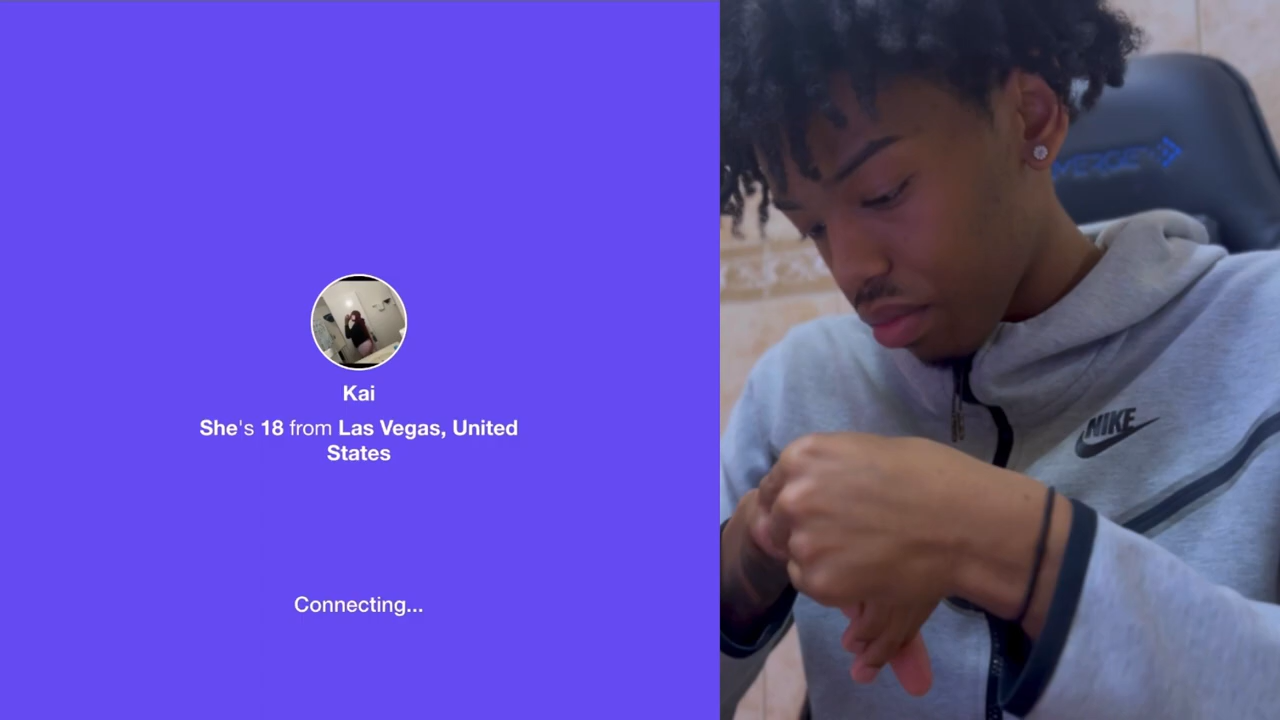 Kai
She's 18 from Las Vegas, United
States
Connecting...
NIKE